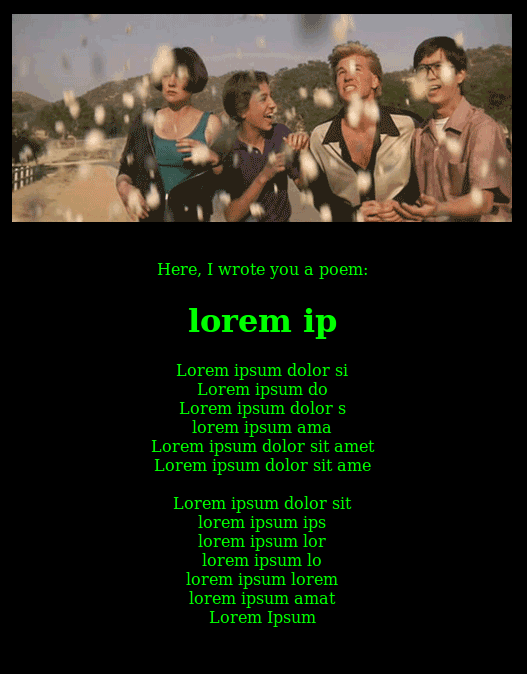 Here, I wrote you a poem:
lorem ip
Lorem ipsum dolor si
Lorem ipsum do
Lorem ipsum dolor s
lorem ipsum ama
Lorem ipsum dolor sit amet
Lorem ipsum dolor sit ame
Lorem ipsum dolor sit
lorem ipsum ips
lorem ipsum lor
lorem ipsum lo
lorem ipsum lorem
lorem ipsum amat
Lorem Ipsum